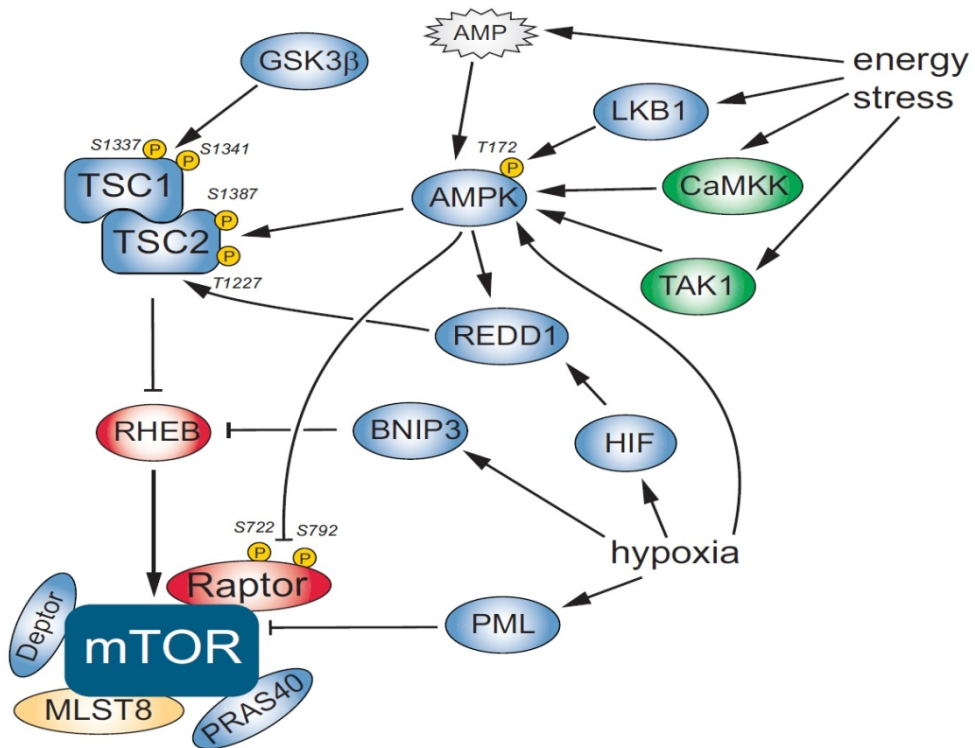 AMP
energy
stress
GSK3β
LKB1
S1337
P
P
S1341
T172
P
TSC1
CaMKK
AMPK
S1387
P
TSC2
P
T1227
TAK1
REDD1
RHEB
BNIP3
HIF
S722
S792
P
P
hypoxia
Raptor
PML
Deptor
mTOR
MLST8
PRAS40